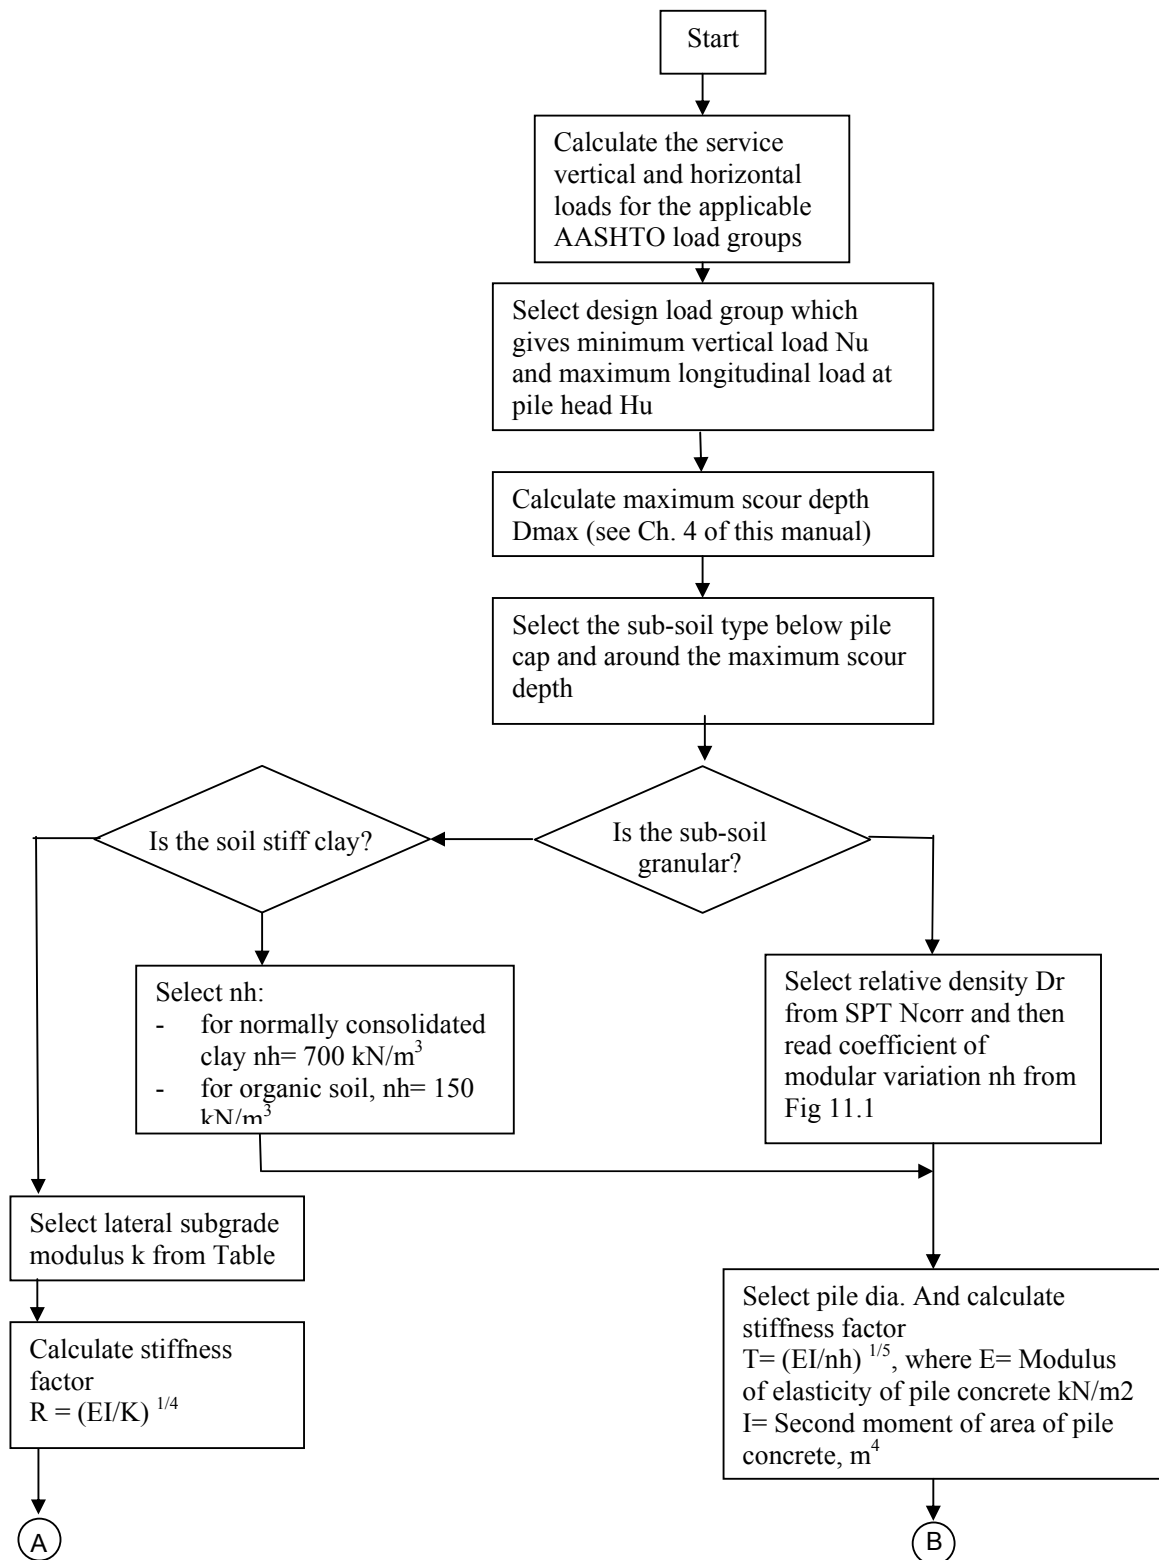 Start
Calculate the service
vertical and horizontal
loads for the applicable
AASHTO load groups
Select design load group which
gives minimum vertical load Nu
and maximum longitudinal load at
pile head Hu
Calculate maximum scour depth
Dmax (see Ch. 4 of this manual)
Select the sub-soil type below pile
cap and around the maximum scour
depth
Is the soil stiff clay?
Is the sub-soil
granular?
Select nh:
- for normally consolidated
clay nh= 700 kN/m³
- for organic soil, nh= 150
kN/m³
Select relative density Dr
from SPT Ncorr and then
read coefficient of
modular variation nh from
Fig 11.1
Select lateral subgrade
modulus k from Table
Calculate stiffness
factor
R = (EI/K) ¹/⁴
Select pile dia. And calculate
stiffness factor
T= (EI/nh) ¹/⁵, where E= Modulus
of elasticity of pile concrete kN/m2
I= Second moment of area of pile
concrete, m⁴
A
B